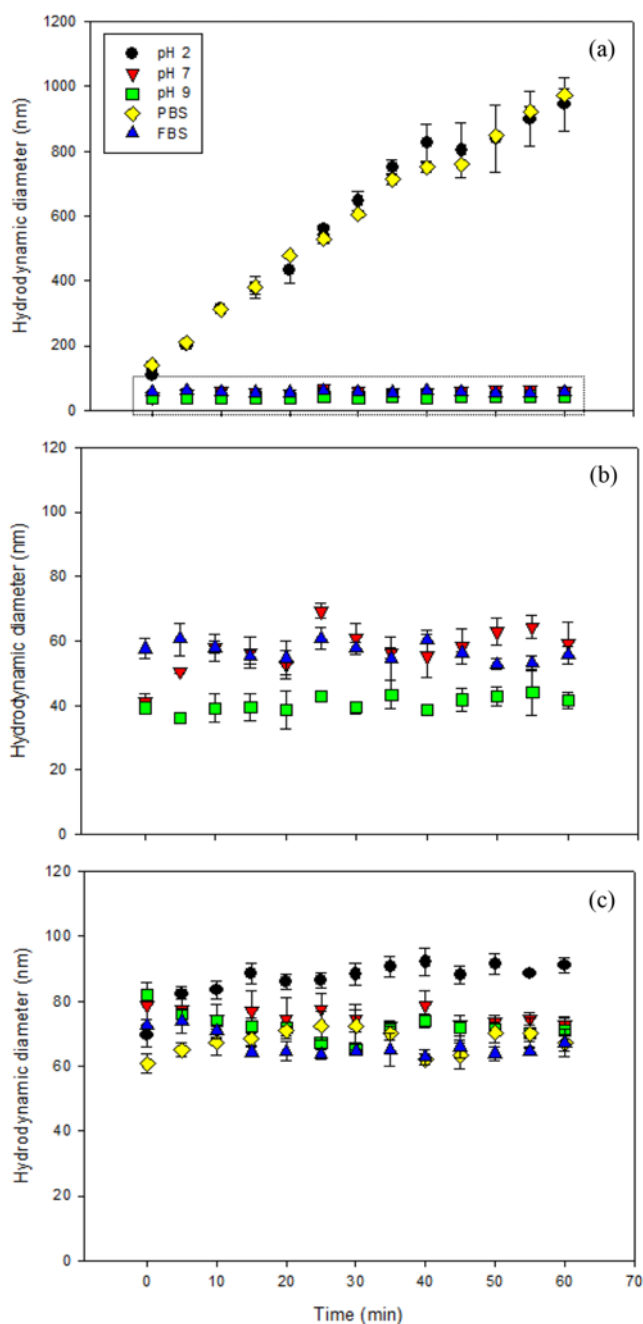 1200
(a)
pH 2
pH 7
pH 9
PBS
FBS
1000
800
600
400
200
0
Hydrodynamic diameter (nm)
120
(b)
100
80
60
40
20
0
Hydrodynamic diameter (nm)
120
(c)
100
80
60
40
20
0
Hydrodynamic diameter (nm)
0 10 20 30 40 50 60 70
Time (min)